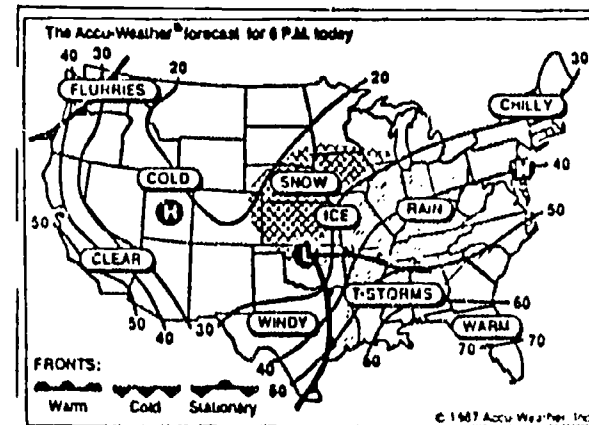 The Accu-Weather® forecast for 6 P.M. today
40 30
20
20
30
FLURRIES
CHILLY
COLD
SNOW
40
H
ICE
RAIN
50
50
CLEAR
L
T-STORMS
60
50 40 30
WINDY
WARM
40
60
70 70
FRONTS:
Warm Cold Stationary
© 1987 Accu-Weather, Inc.